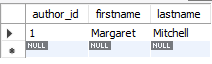 author_id firstname lastname
1 Margaret Mitchell
NULL NULL NULL